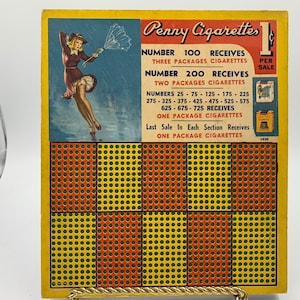 Penny Cigarettes 1¢
PER
SALE
NUMBER 100 RECEIVES
THREE PACKAGES CIGARETTES
NUMBER 200 RECEIVES
TWO PACKAGES CIGARETTES
NUMBERS 25 - 75 - 125 - 175 - 225
275 - 325 - 375 - 425 - 475 - 525 - 575
625 - 675 - 725 RECEIVES
ONE PACKAGE CIGARETTES
Last Sale In Each Section Receives
ONE PACKAGE CIGARETTES